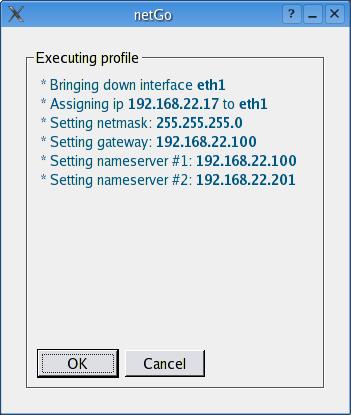 netGo
Executing profile
* Bringing down interface eth1
* Assigning ip 192.168.22.17 to eth1
* Setting netmask: 255.255.255.0
* Setting gateway: 192.168.22.100
* Setting nameserver #1: 192.168.22.100
* Setting nameserver #2: 192.168.22.201
OK Cancel